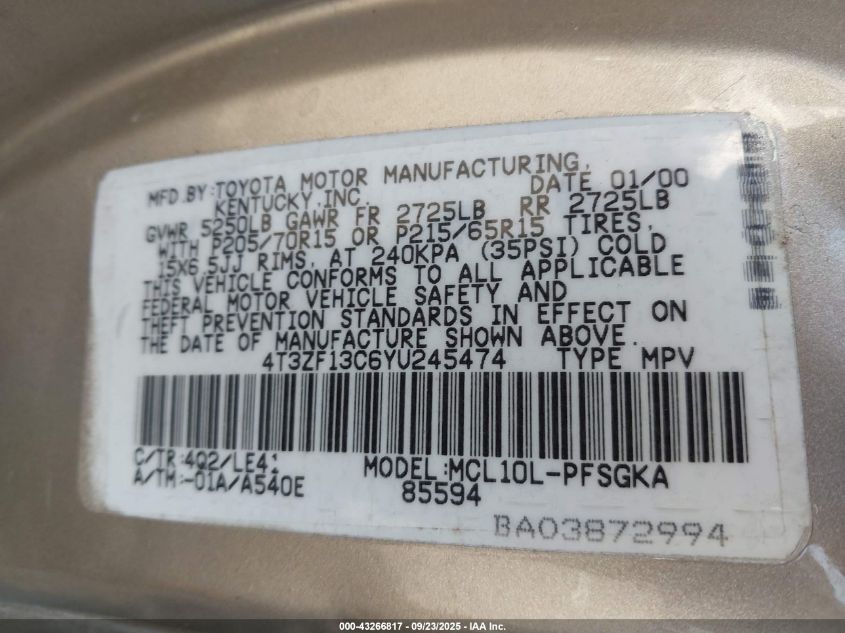 MFD.BY:TOYOTA MOTOR MANUFACTURING,
KENTUCKY,INC. DATE 01/00
GVWR 5250LB GAWR FR 2725LB RR 2725LB
WITH P205/70R15 OR P215/65R15 TIRES,
15X6.5JJ RIMS, AT 240KPA (35PSI) COLD
THIS VEHICLE CONFORMS TO ALL APPLICABLE
FEDERAL MOTOR VEHICLE SAFETY AND
THEFT PREVENTION STANDARDS IN EFFECT ON
THE DATE OF MANUFACTURE SHOWN ABOVE.
4T3ZF13C6YU245474 TYPE MPV
C/TR:4Q2/LE41 MODEL:MCL10L-PFSGKA
A/TM:-01A/A540E 85594
BA03872994
000-43266817 - 09/23/2025 - IAA Inc.